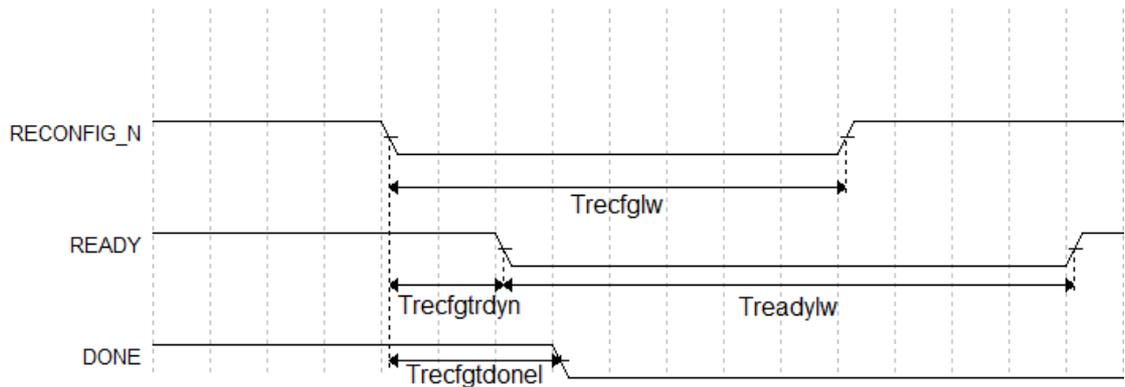 RECONFIG_N
Trecfglw
READY
Trecfgtrdyn
Treadylw
DONE
Trecfgtdonel